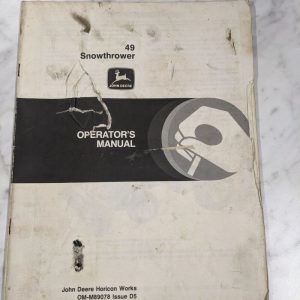 49
Snowthrower
JOHN DEERE
OPERATOR'S
MANUAL
John Deere Horicon Works
OM-M89078 Issue D5